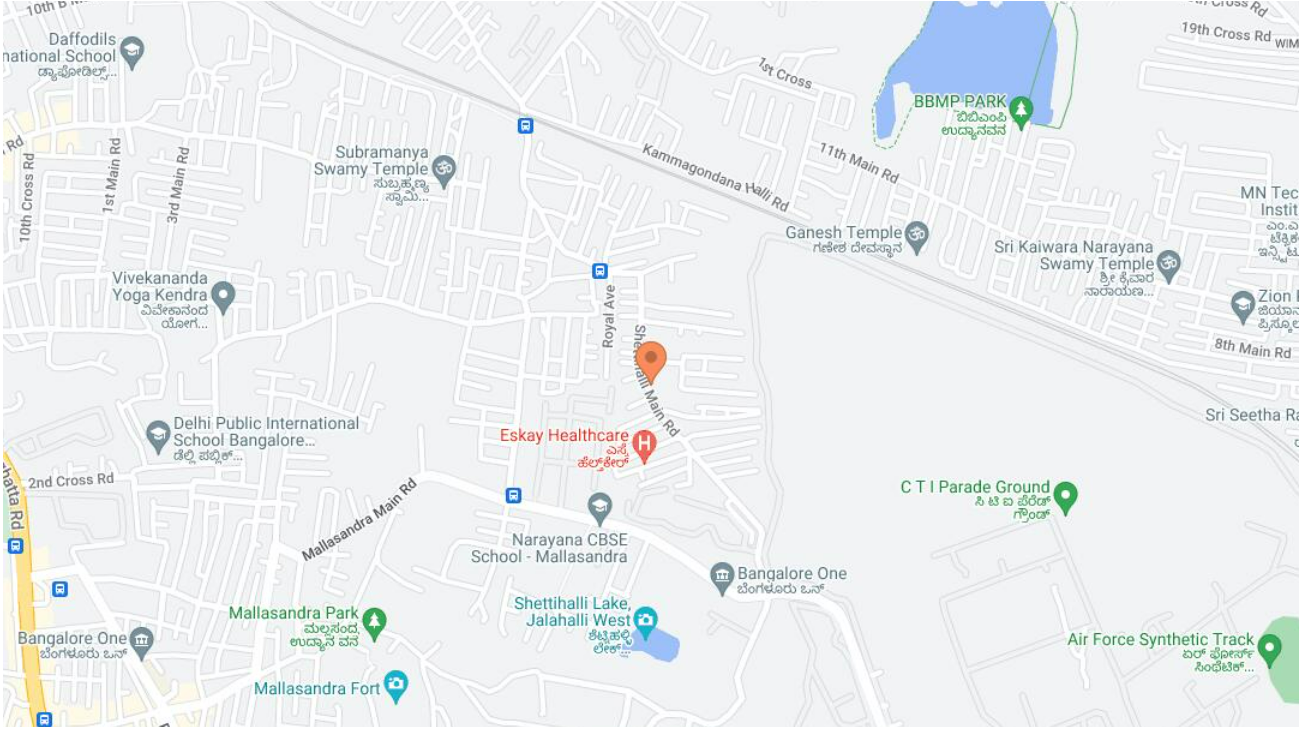 10th B M
Daffodils
national School
ಡ್ಯಾಫೋಡಿಲ್ಸ್...
Rd
10th Cross Rd
1st Main Rd
3rd Main Rd
Subramanya
Swamy Temple
ಸುಬ್ರಹ್ಮಣ್ಯ
ಸ್ವಾಮಿ...
1st Cross
Kammagondana Halli Rd
BBMP PARK
ಬಿಬಿಎಂಪಿ
ಉದ್ಯಾನವನ
11th Main Rd
Cross Rd
19th Cross Rd
WIM
MN Tec
Instit
Ganesh Temple
ಗಣೇಶ ದೇವಸ್ಥಾನ
Sri Kaiwara Narayana
Swamy Temple
ಶ್ರೀ ಕೈವಾರ
ನಾರಾಯಣ...
Zion
8th Main Rd
Sri Seetha Ra
Vivekananda
Yoga Kendra
ವಿವೇಕಾನಂದ
ಯೋಗ...
Royal Ave
Shettihalli Main Rd
Delhi Public International
School Bangalore...
ಡೆಲ್ಲಿ ಪಬ್ಲಿಕ್...
Eskay Healthcare
ಎಸ್ಕೆ
ಹೆಲ್ತ್‌ಕೇರ್
2nd Cross Rd
hatta Rd
Mallasandra Main Rd
Narayana CBSE
School - Mallasandra
C T I Parade Ground
ಸಿ ಟಿ ಐ ಪೆರೆಡ್
ಗ್ರೌಂಡ್
Bangalore One
ಬೆಂಗಳೂರು ಒನ್
Shettihalli Lake,
Jalahalli West
ಶೆಟ್ಟಿಹಳ್ಳಿ
ಲೇಕ್...
Mallasandra Park
ಮಲ್ಲಸಂದ್ರ
ಉದ್ಯಾನ ವನ
Bangalore One
ಬೆಂಗಳೂರು ಒನ್
Mallasandra Fort
Air Force Synthetic Track
ಏರ್ ಫೋರ್ಸ್
ಸಿಂಥೆಟಿಕ್...